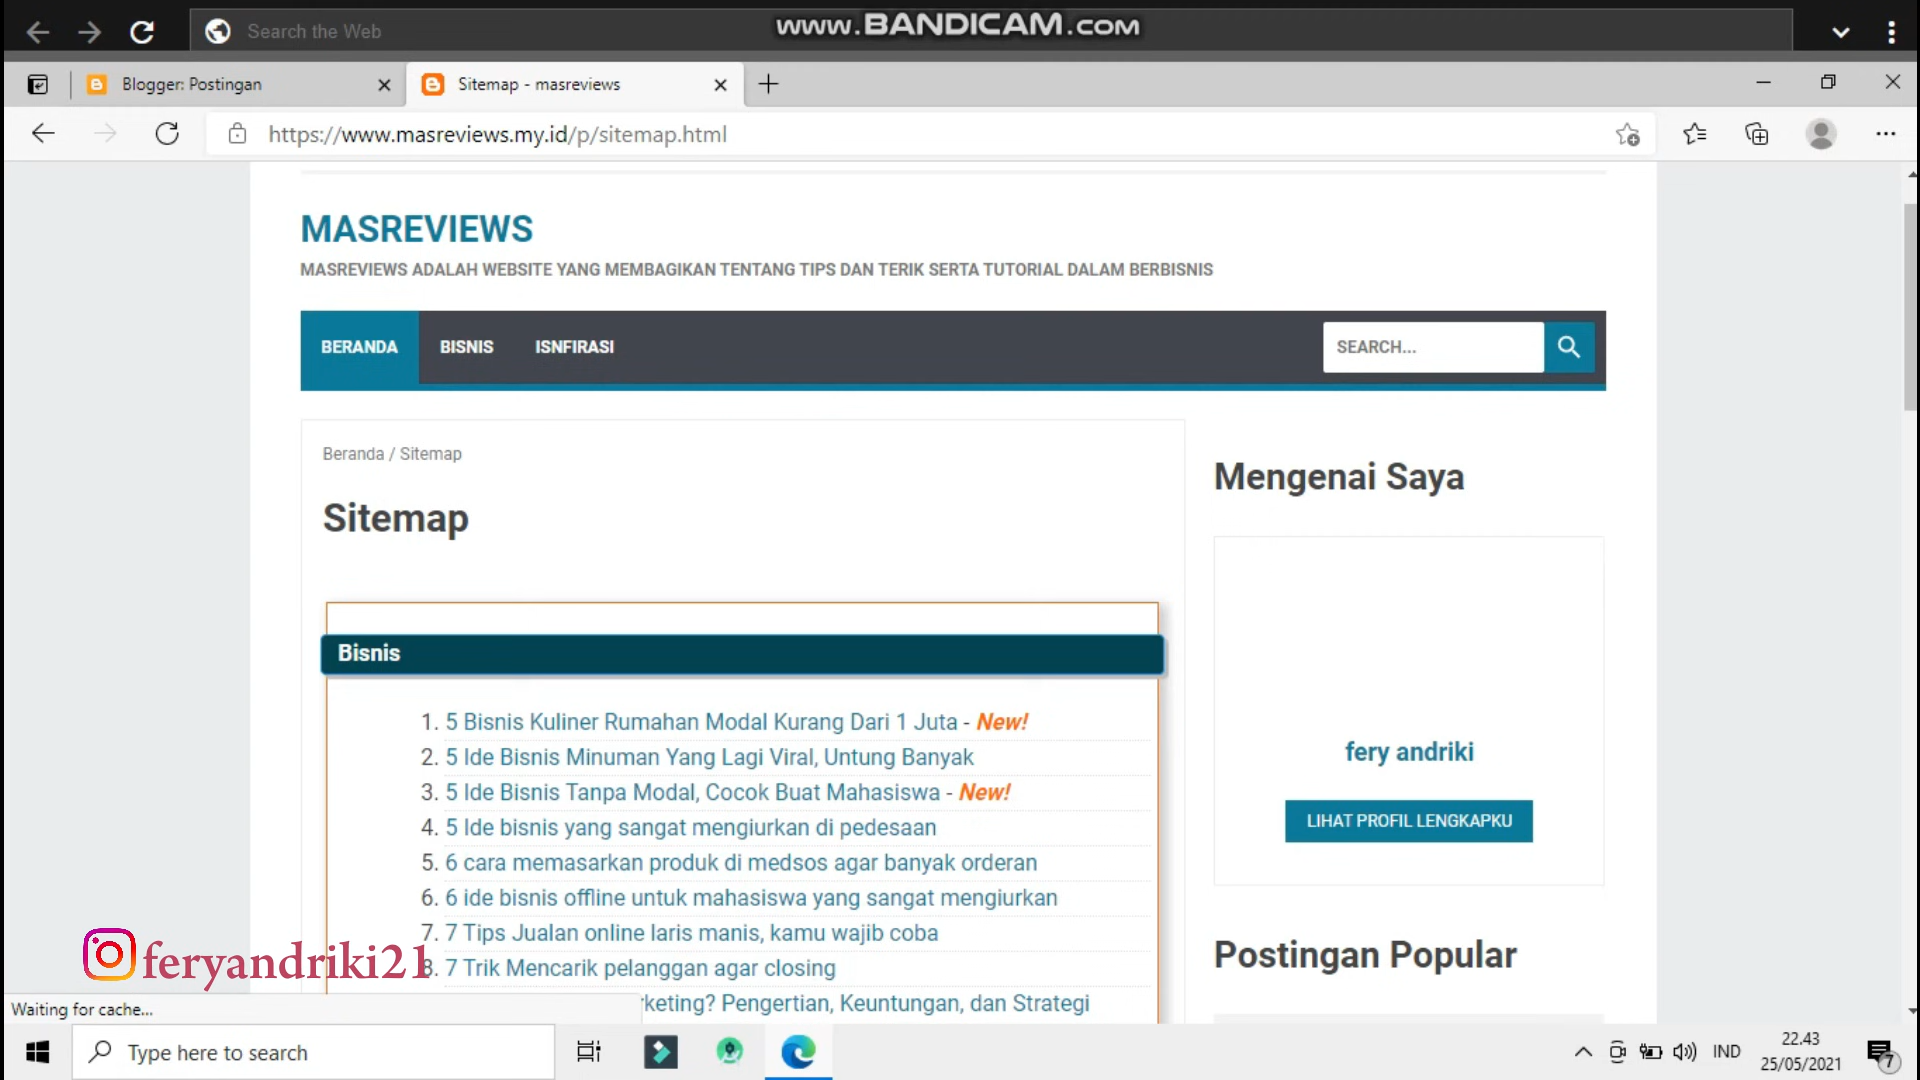 Search the Web
www.BANDICAM.com
Blogger: Postingan
Sitemap - masreviews
https://www.masreviews.my.id/p/sitemap.html
MASREVIEWS
MASREVIEWS ADALAH WEBSITE YANG MEMBAGIKAN TENTANG TIPS DAN TERIK SERTA TUTORIAL DALAM BERBISNIS
BERANDA BISNIS ISNFIRASI
SEARCH...
Beranda / Sitemap
Sitemap
Bisnis
1. 5 Bisnis Kuliner Rumahan Modal Kurang Dari 1 Juta - New!
2. 5 Ide Bisnis Minuman Yang Lagi Viral, Untung Banyak
3. 5 Ide Bisnis Tanpa Modal, Cocok Buat Mahasiswa - New!
4. 5 Ide bisnis yang sangat mengiurkan di pedesaan
5. 6 cara memasarkan produk di medsos agar banyak orderan
6. 6 ide bisnis offline untuk mahasiswa yang sangat mengiurkan
7. 7 Tips Jualan online laris manis, kamu wajib coba
8. 7 Trik Mencarik pelanggan agar closing
keting? Pengertian, Keuntungan, dan Strategi
Mengenai Saya
fery andriki
LIHAT PROFIL LENGKAPKU
Postingan Popular
feryandriki21
Waiting for cache...
Type here to search
IND
22.43
25/05/2021
7